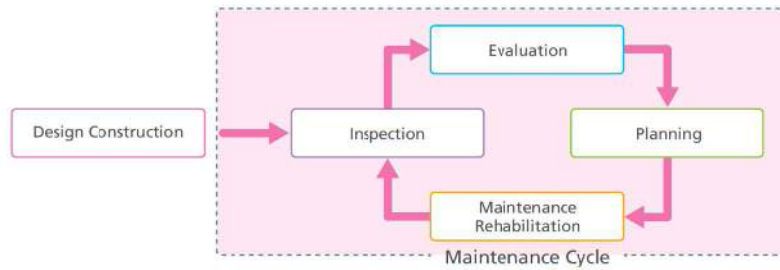 Evaluation
Design Construction
Inspection
Planning
Maintenance
Rehabilitation
Maintenance Cycle